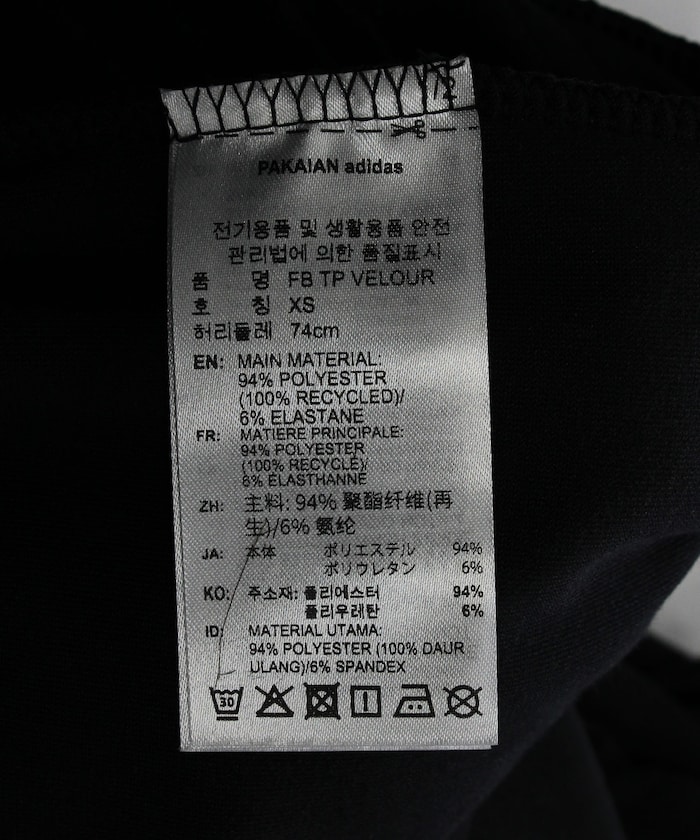 1/2
PAKAIAN adidas
전기용품 및 생활용품 안전
관리법에 의한 품질표시
품 명 FB TP VELOUR
호 칭 XS
허리둘레 74cm
EN: MAIN MATERIAL:
94% POLYESTER
(100% RECYCLED)/
6% ELASTANE
FR: MATIERE PRINCIPALE:
94% POLYESTER
(100% RECYCLÉ)/
6% ÉLASTHANNE
ZH: 主料: 94% 聚酯纤维(再
生)/6% 氨纶
JA: 本体 ポリエステル 94%
ポリウレタン 6%
KO: 주소재: 폴리에스터 94%
폴리우레탄 6%
ID: MATERIAL UTAMA:
94% POLYESTER (100% DAUR
ULANG)/6% SPANDEX
30